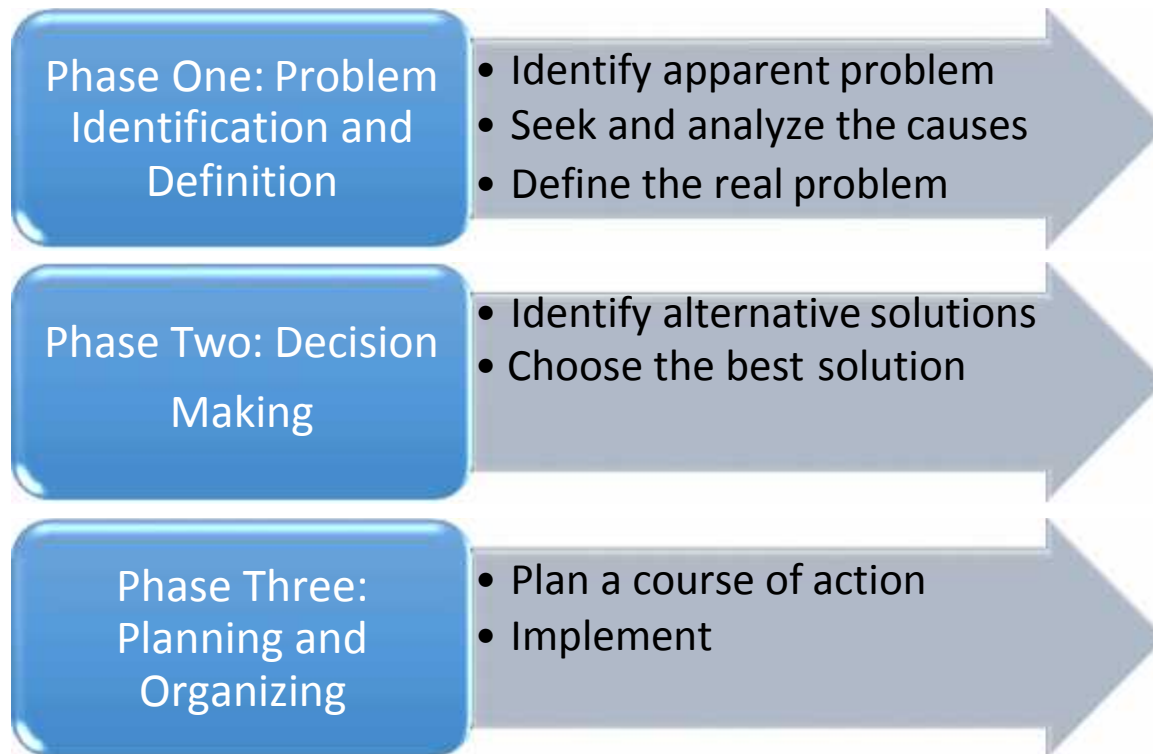 Phase One: Problem
Identification and
Definition
• Identify apparent problem
• Seek and analyze the causes
• Define the real problem
Phase Two: Decision
Making
• Identify alternative solutions
• Choose the best solution
Phase Three:
Planning and
Organizing
• Plan a course of action
• Implement